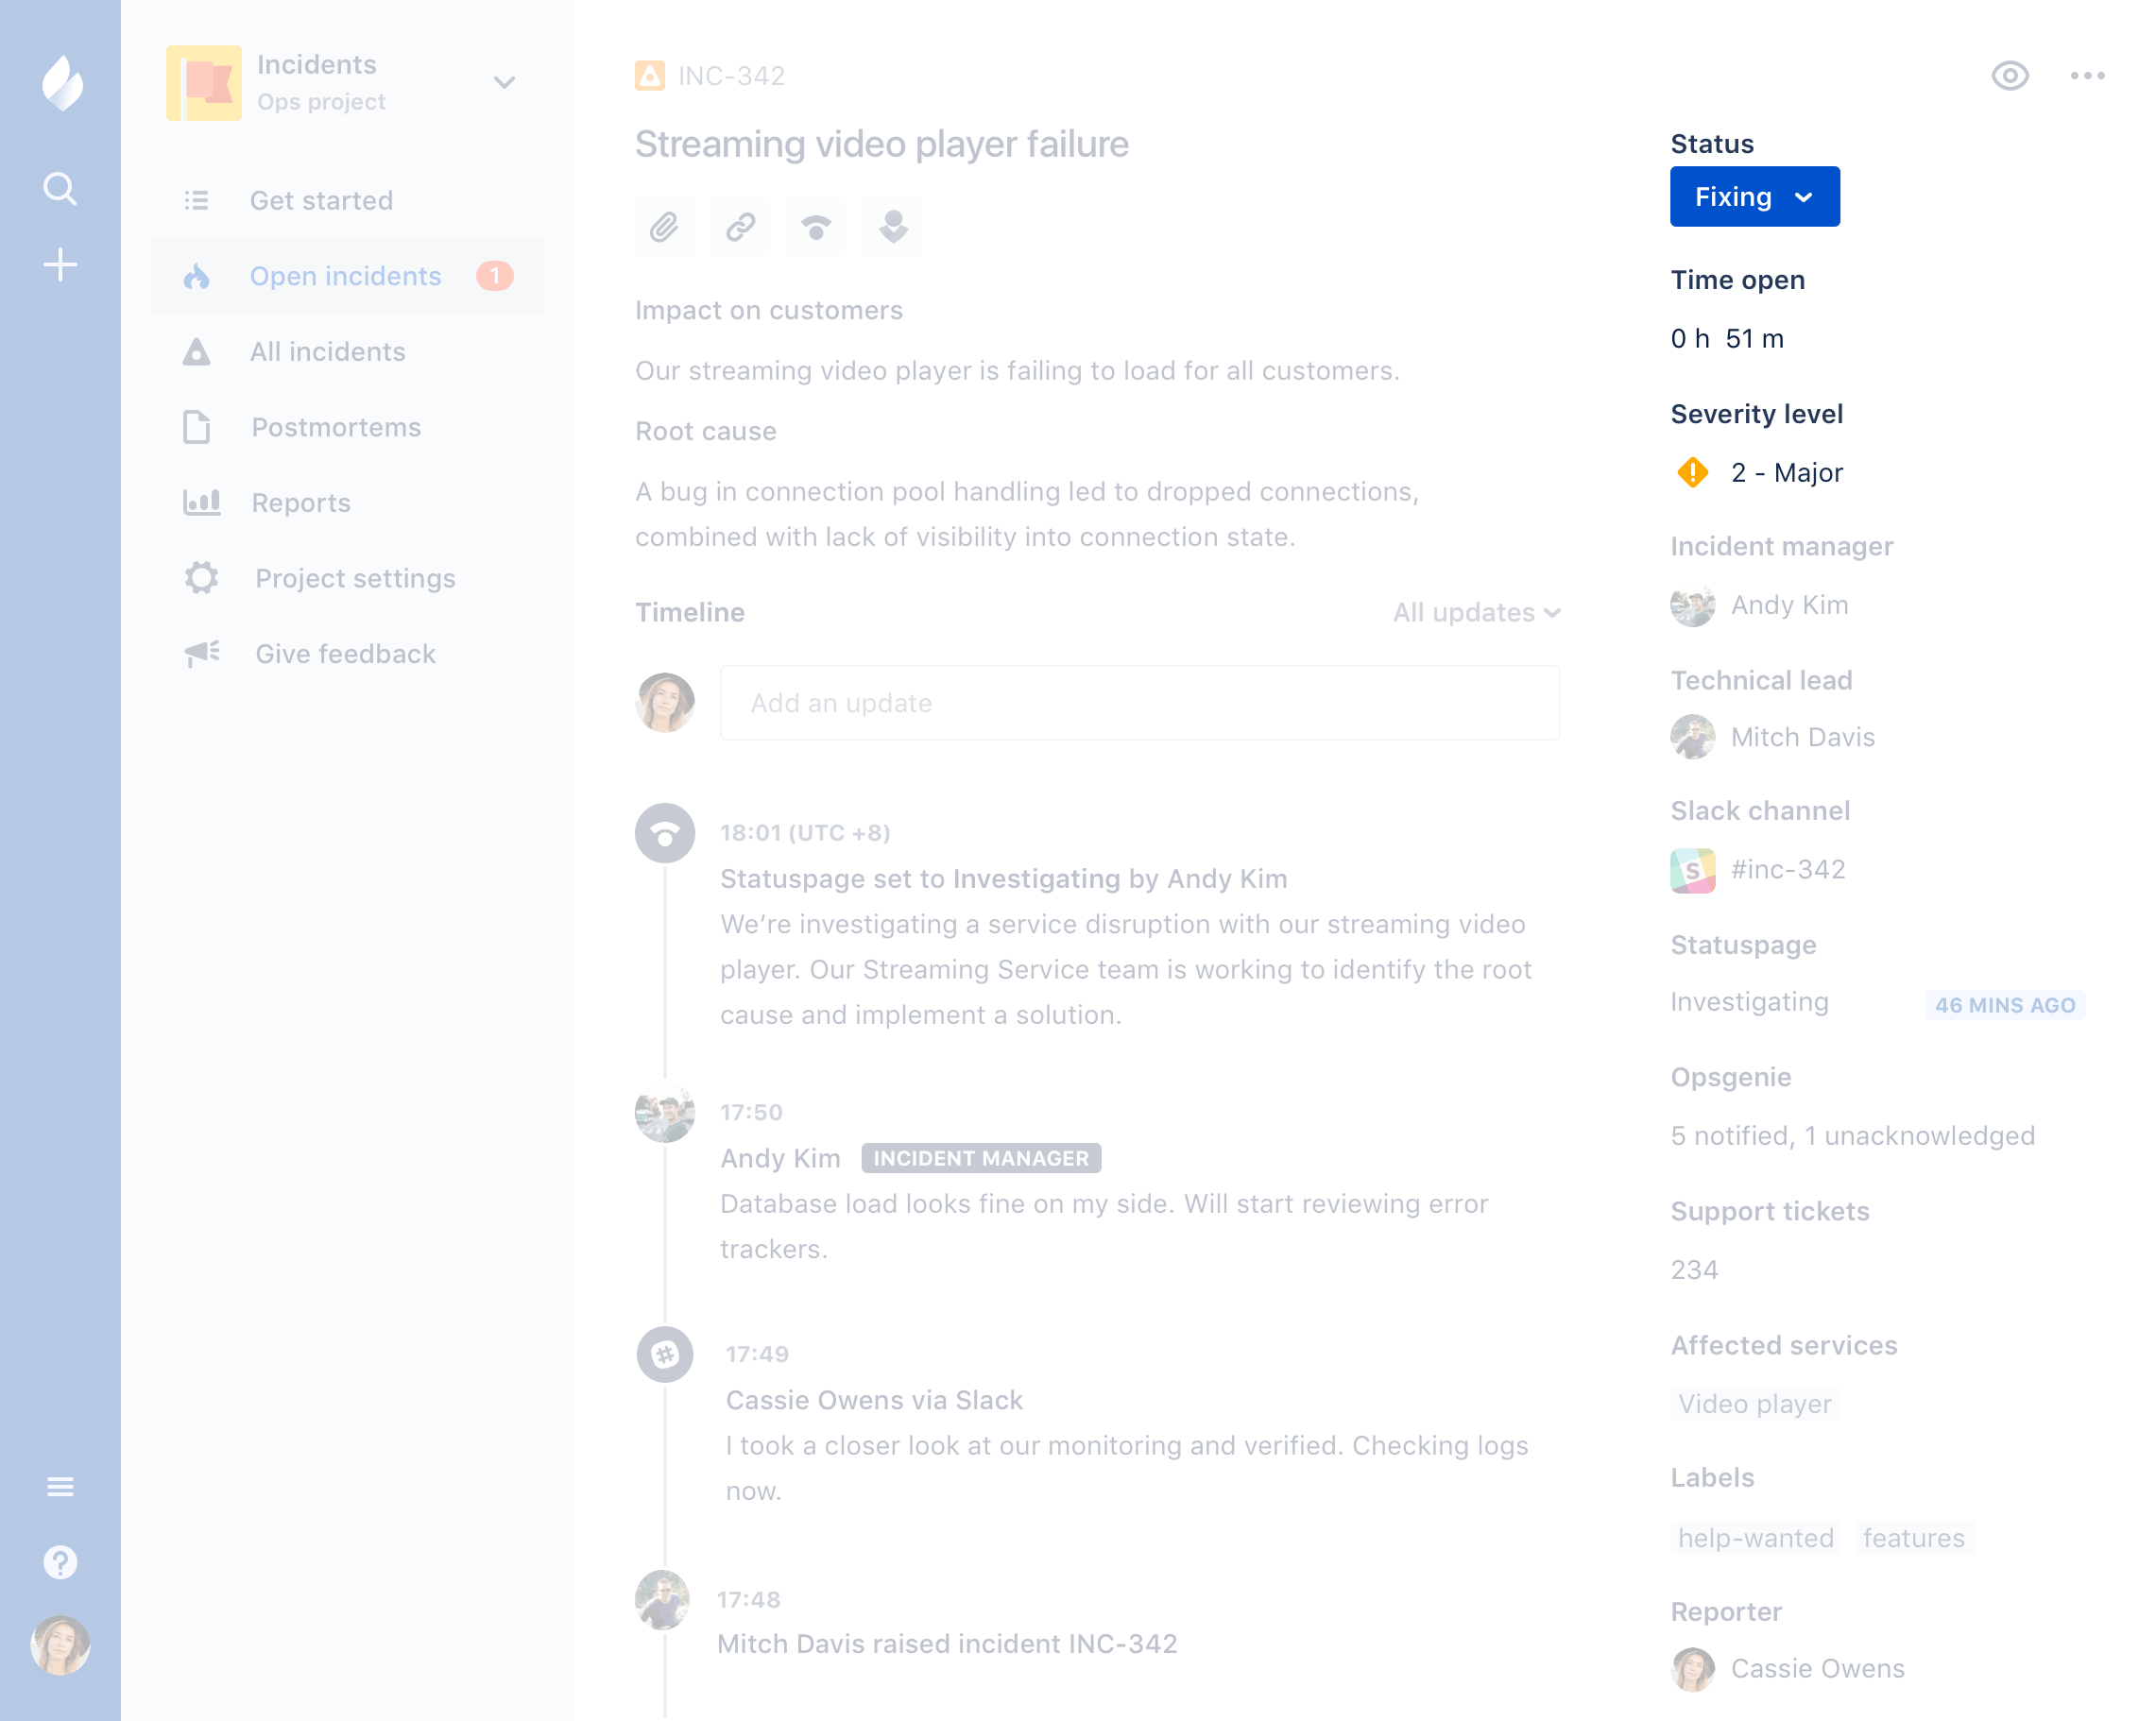 Incidents
Ops project
Get started
Open incidents 1
All incidents
Postmortems
Reports
Project settings
Give feedback
INC-342
Streaming video player failure
Impact on customers
Our streaming video player is failing to load for all customers.
Root cause
A bug in connection pool handling led to dropped connections,
combined with lack of visibility into connection state.
Timeline
All updates
Add an update
18:01 (UTC +8)
Statuspage set to Investigating by Andy Kim
We’re investigating a service disruption with our streaming video
player. Our Streaming Service team is working to identify the root
cause and implement a solution.
17:50
Andy Kim INCIDENT MANAGER
Database load looks fine on my side. Will start reviewing error
trackers.
17:49
Cassie Owens via Slack
I took a closer look at our monitoring and verified. Checking logs
now.
17:48
Mitch Davis raised incident INC-342
Status
Fixing
Time open
0 h 51 m
Severity level
2 - Major
Incident manager
Andy Kim
Technical lead
Mitch Davis
Slack channel
S #inc-342
Statuspage
Investigating 46 MINS AGO
Opsgenie
5 notified, 1 unacknowledged
Support tickets
234
Affected services
Video player
Labels
help-wanted features
Reporter
Cassie Owens